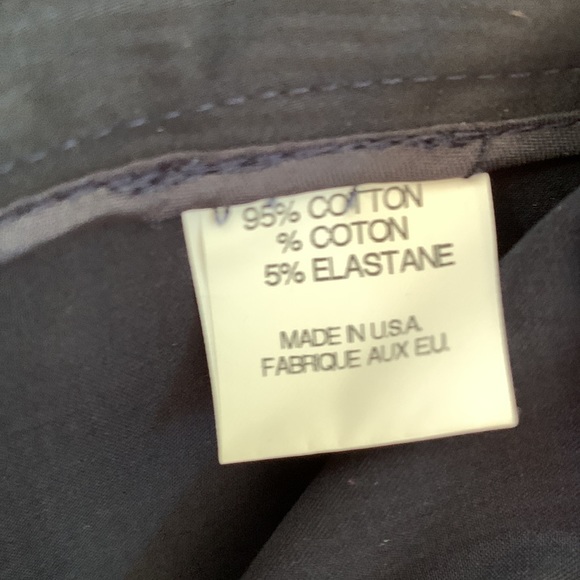 95% COTTON
% COTON
5% ELASTANE
MADE IN U.S.A.
FABRIQUE AUX E.U.